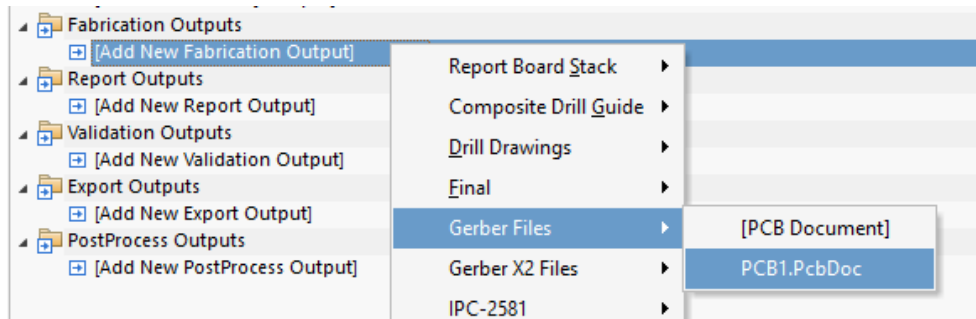 Fabrication Outputs
[Add New Fabrication Output]
Report Outputs
[Add New Report Output]
Validation Outputs
[Add New Validation Output]
Export Outputs
[Add New Export Output]
PostProcess Outputs
[Add New PostProcess Output]
Report Board Stack
Composite Drill Guide
Drill Drawings
Final
Gerber Files
Gerber X2 Files
IPC-2581
[PCB Document]
PCB1.PcbDoc